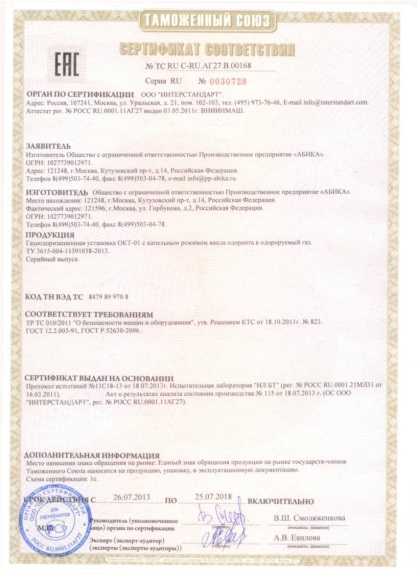 ТАМОЖЕННЫЙ СОЮЗ
СЕРТИФИКАТ СООТВЕТСТВИЯ
ЕАС
№ ТС RU C-RU.АГ27.В.00168
Серия RU № 0030728
ОРГАН ПО СЕРТИФИКАЦИИ ООО "ИНТЕРСТАНДАРТ"
Адрес: Россия, 107241, Москва, ул. Уральская, д. 21, пом. 102-103, тел. (495) 973-76-46, E-mail info@interstandart.com.
Аттестат рег. № РОСС RU.0001.11АГ27 выдан 03.05.2011г. ВНИИНМАШ.
ЗАЯВИТЕЛЬ
Изготовитель Общество с ограниченной ответственностью Производственное предприятие «АБИКА».
ОГРН: 1027739012971.
Адрес: 121248, г Москва, Кутузовский пр-т, д.14, Российская Федерация.
Телефон 8(499)503-74-40, факс 8(499)503-04-78, e-mail info@pp-abika.ru.
ИЗГОТОВИТЕЛЬ Общество с ограниченной ответственностью Производственное предприятие «АБИКА».
Место нахождения: 121248, г.Москва, Кутузовский пр-т, д.14, Российская Федерация.
Фактический адрес: 121596, г.Москва, ул. Горбунова, д.2, Российская Федерация.
ОГРН: 1027739012971.
Телефон 8(499)503-74-40, факс 8(499)503-04-78
ПРОДУКЦИЯ
Газоодоризационная установка ОКТ-01 с капельным режимом ввода одоранта в одорируемый газ.
ТУ 3615-004-11391038-2013.
Серийный выпуск.
КОД ТН ВЭД ТС 8479 89 970 8
СООТВЕТСТВУЕТ ТРЕБОВАНИЯМ
ТР ТС 010/2011 "О безопасности машин и оборудования", утв. Решением КТС от 18.10.2011г. № 823.
ГОСТ 12.2.003-91, ГОСТ Р 52630-2006.
СЕРТИФИКАТ ВЫДАН НА ОСНОВАНИИ
Протокол испытаний №11С18-13 от 18.07.2013г. Испытательная лаборатория "ИЛ БТ" (рег. № РОСС RU.0001.21МЛ31 от
16.03.2011). Акт о результатах анализа состояния производства № 115 от 18.07.2013 г. (ОС ООО
"ИНТЕРСТАНДАРТ", рег. № РОСС RU.0001.11АГ27).
ДОПОЛНИТЕЛЬНАЯ ИНФОРМАЦИЯ
Место нанесения знака обращения на рынке: Единый знак обращения продукции на рынке государств-членов
Таможенного Союза наносится на продукцию, упаковку, в эксплуатационную документацию.
Схема сертификации: 1с.
СРОК ДЕЙСТВИЯ С 26.07.2013 ПО 25.07.2018 ВКЛЮЧИТЕЛЬНО
для сертификатов
М.П.
Руководитель (уполномоченное
лицо) органа по сертификации
В.Ш. Смоляженкова
Эксперт (эксперт-аудитор)
(эксперты (эксперты-аудиторы))